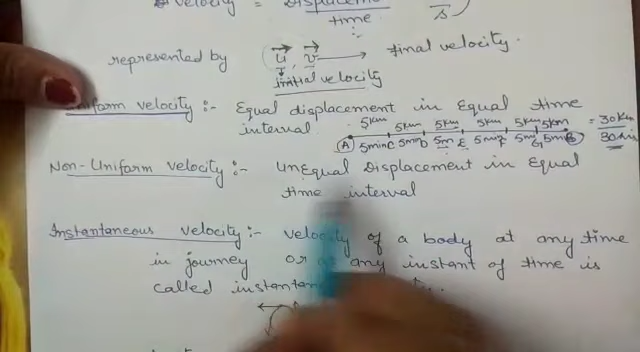 velocity = Displaceme
time
represented by u, v → final velocity.
initial velocity
Uniform velocity :- Equal displacement in Equal time
interval
5km 5km 5km 5km 5km 5km = 30Km
A 5min C 5min D 5m E 5min F 5m G 5m B 30Min
Non-Uniform velocity :- UnEqual Displacement in Equal
time interval
Instantaneous velocity :- velocity of a body at any time
in journey or at any instant of time is
called